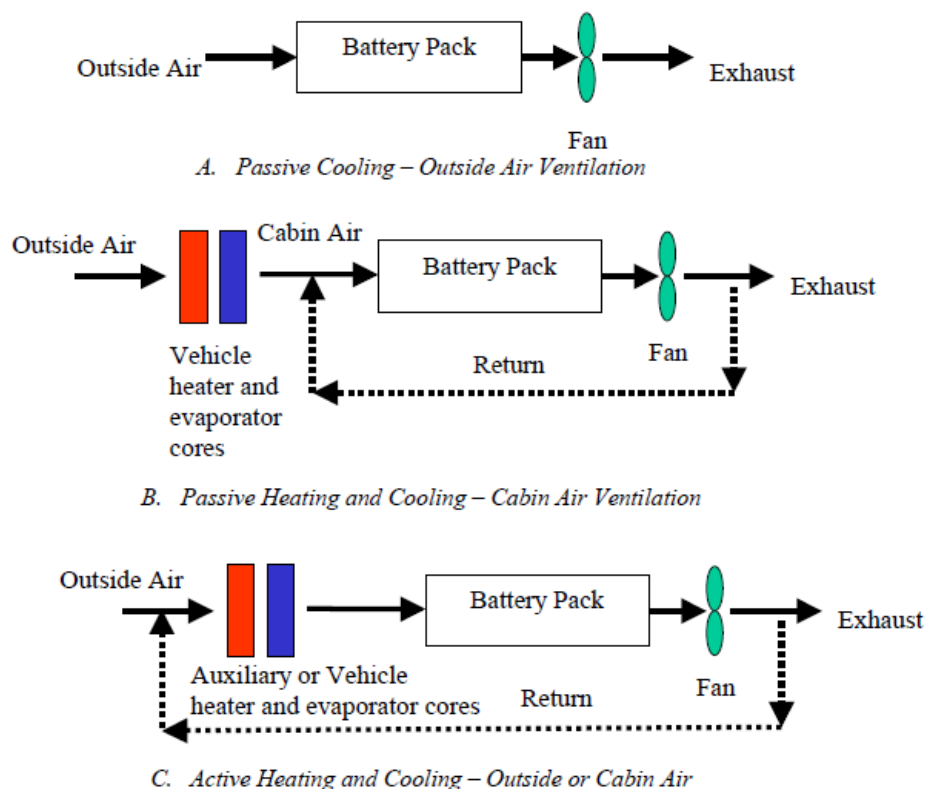 Outside Air
Battery Pack
Exhaust
Fan
A. Passive Cooling – Outside Air Ventilation
Outside Air
Cabin Air
Battery Pack
Exhaust
Vehicle
heater and
evaporator
cores
Return
Fan
B. Passive Heating and Cooling – Cabin Air Ventilation
Outside Air
Battery Pack
Exhaust
Auxiliary or Vehicle
heater and evaporator cores
Return
Fan
C. Active Heating and Cooling – Outside or Cabin Air